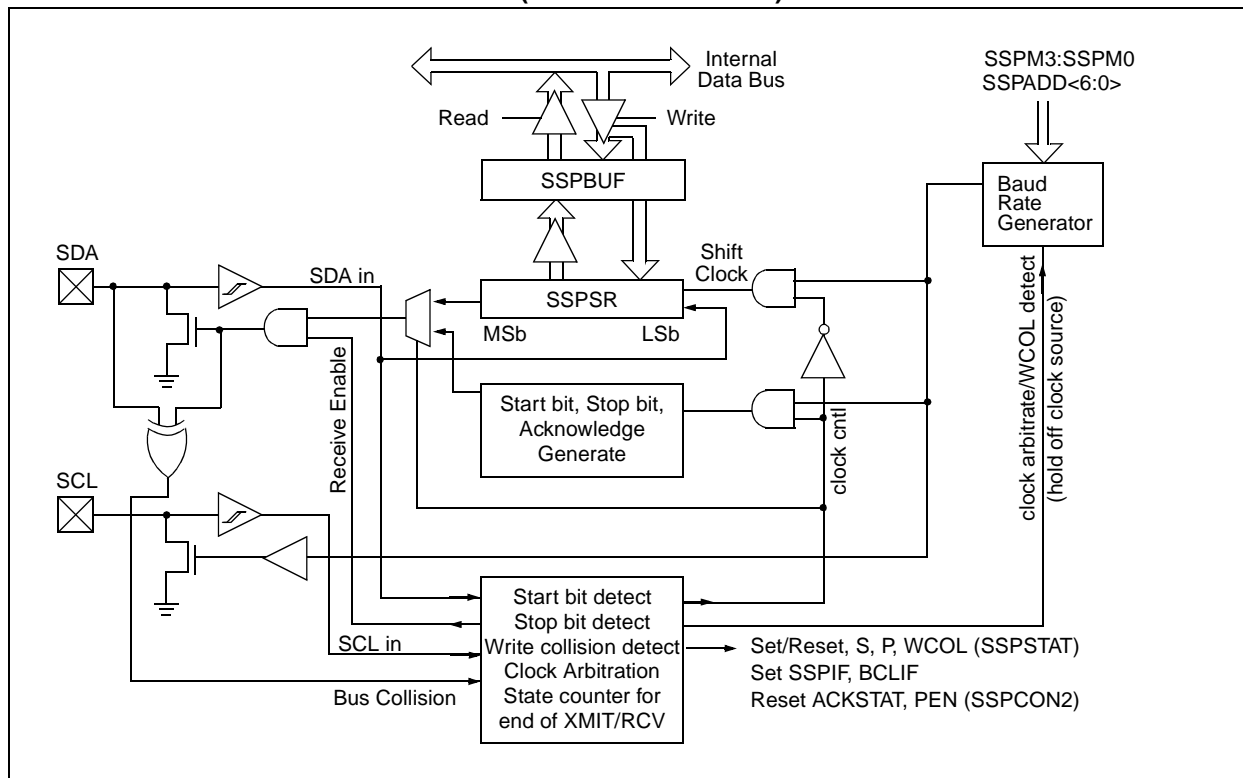 Internal
Data Bus
SSPM3:SSPM0
SSPADD<6:0>
Read
Write
SSPBUF
Baud
Rate
Generator
SDA
SDA in
Shift
Clock
SSPSR
MSb
LSb
Receive Enable
Start bit, Stop bit,
Acknowledge
Generate
clock cntl
clock arbitrate/WCOL detect
(hold off clock source)
SCL
SCL in
Bus Collision
Start bit detect
Stop bit detect
Write collision detect
Clock Arbitration
State counter for
end of XMIT/RCV
Set/Reset, S, P, WCOL (SSPSTAT)
Set SSPIF, BCLIF
Reset ACKSTAT, PEN (SSPCON2)